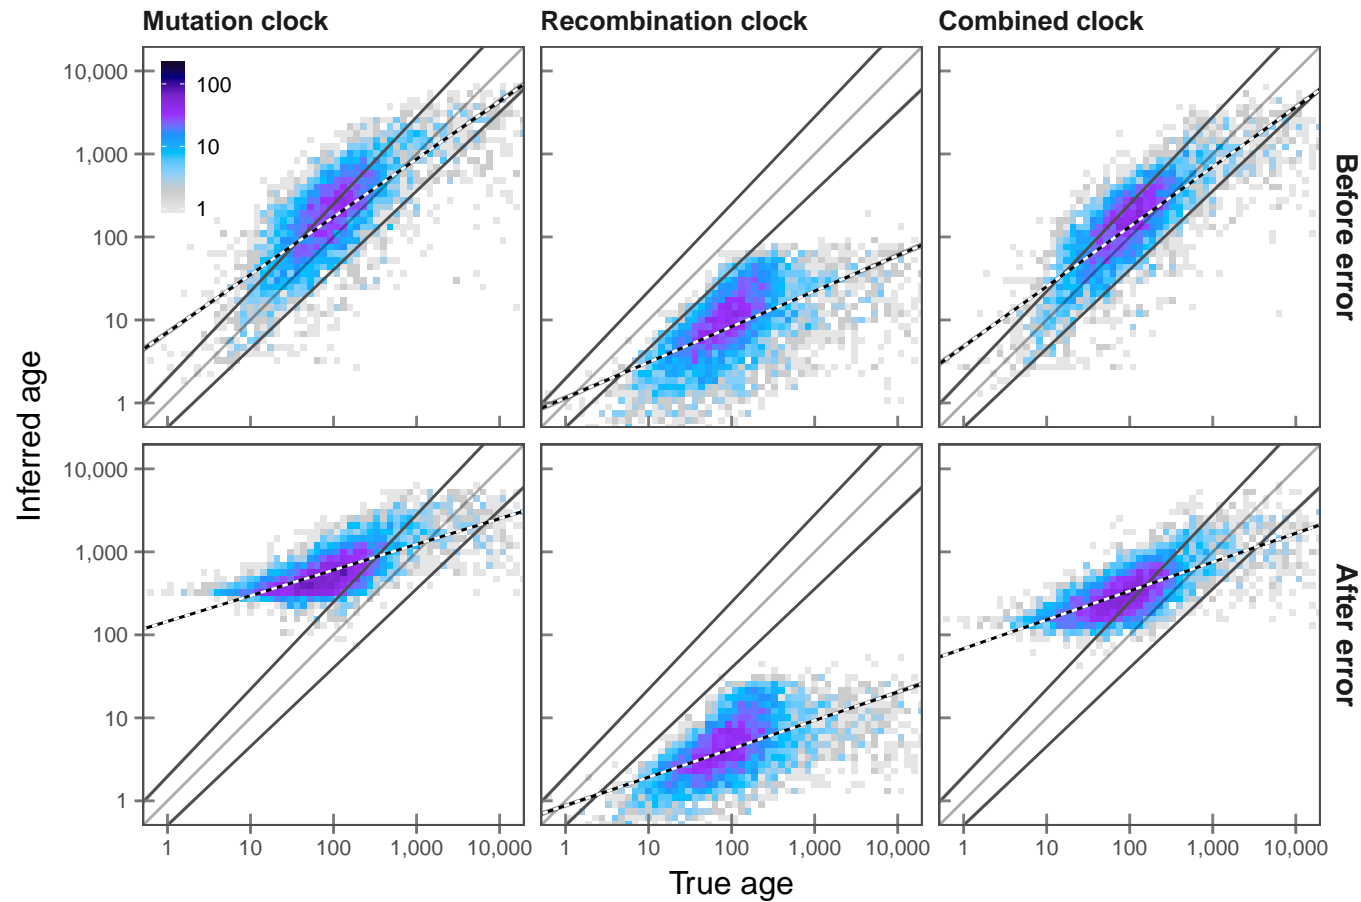 Mutation clock
Recombination clock
Combined clock
10,000
1,000
100
10
1
100
10
1
Before error
Inferred age
10,000
1,000
100
10
1
After error
1 10 100 1,000 10,000
1 10 100 1,000 10,000
1 10 100 1,000 10,000
True age